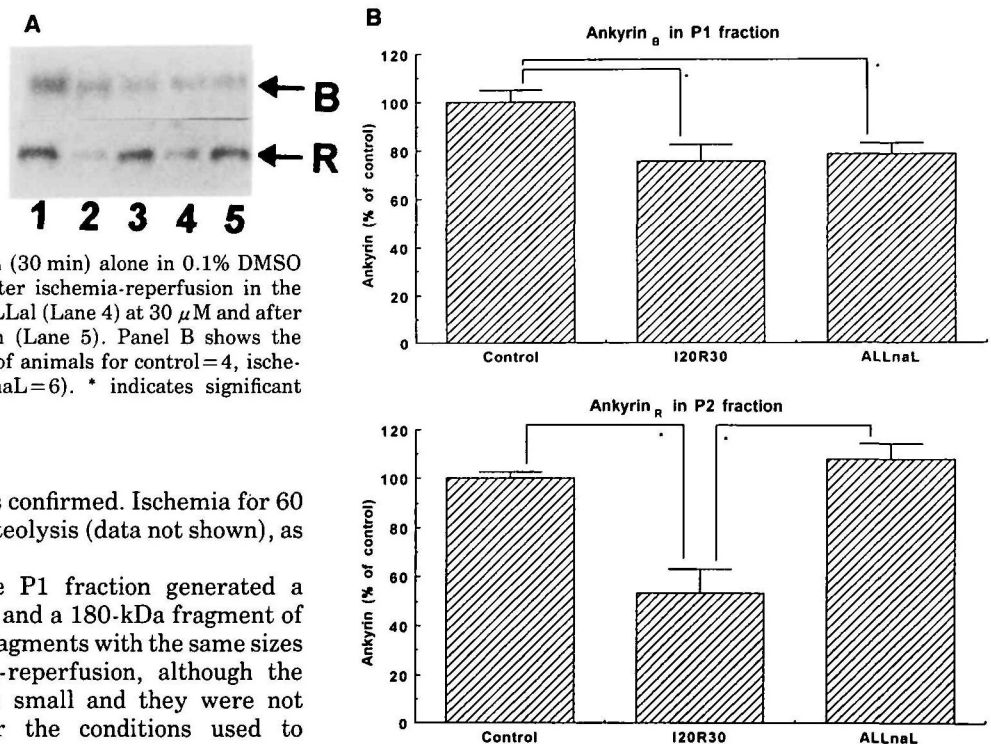 A
B
R
1 2 3 4 5
(30 min) alone in 0.1% DMSO
ter ischemia-reperfusion in the
LLal (Lane 4) at 30 μM and after
(Lane 5). Panel B shows the
of animals for control=4, ische-
naL=6). * indicates significant
s confirmed. Ischemia for 60
teolysis (data not shown), as
P1 fraction generated a
and a 180-kDa fragment of
ragments with the same sizes
-reperfusion, although the
small and they were not
the conditions used to
B
Ankyrin B in P1 fraction
Ankyrin (% of control)
120
100
80
60
40
20
0
Control I20R30 ALLnaL
Ankyrin R in P2 fraction
Ankyrin (% of control)
120
100
80
60
40
20
0
Control I20R30 ALLnaL